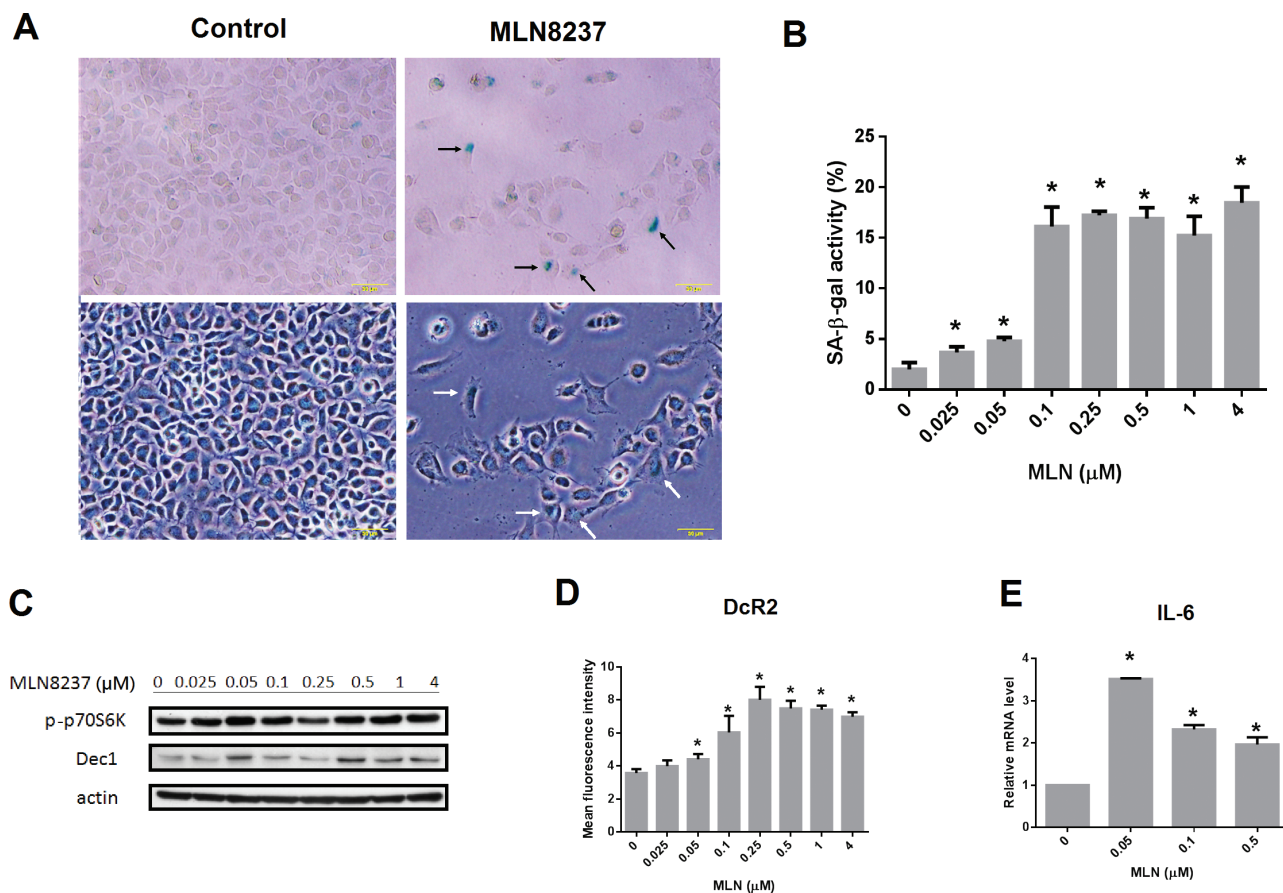 A
Control
MLN8237
50 µm
50 µm
B
SA-β-gal activity (%)
25
20
15
10
5
0
* * * * * * *
0 0.025 0.05 0.1 0.25 0.5 1 4
MLN (μM)
C
MLN8237 (μM) 0 0.025 0.05 0.1 0.25 0.5 1 4
p-p70S6K
Dec1
actin
D
DcR2
Mean fluorescence intensity
10
8
6
4
2
0
* * * * * *
0 0.025 0.05 0.1 0.25 0.5 1 4
MLN (μM)
E
IL-6
Relative mRNA level
4
3
2
1
0
* * *
0 0.05 0.1 0.5
MLN (μM)